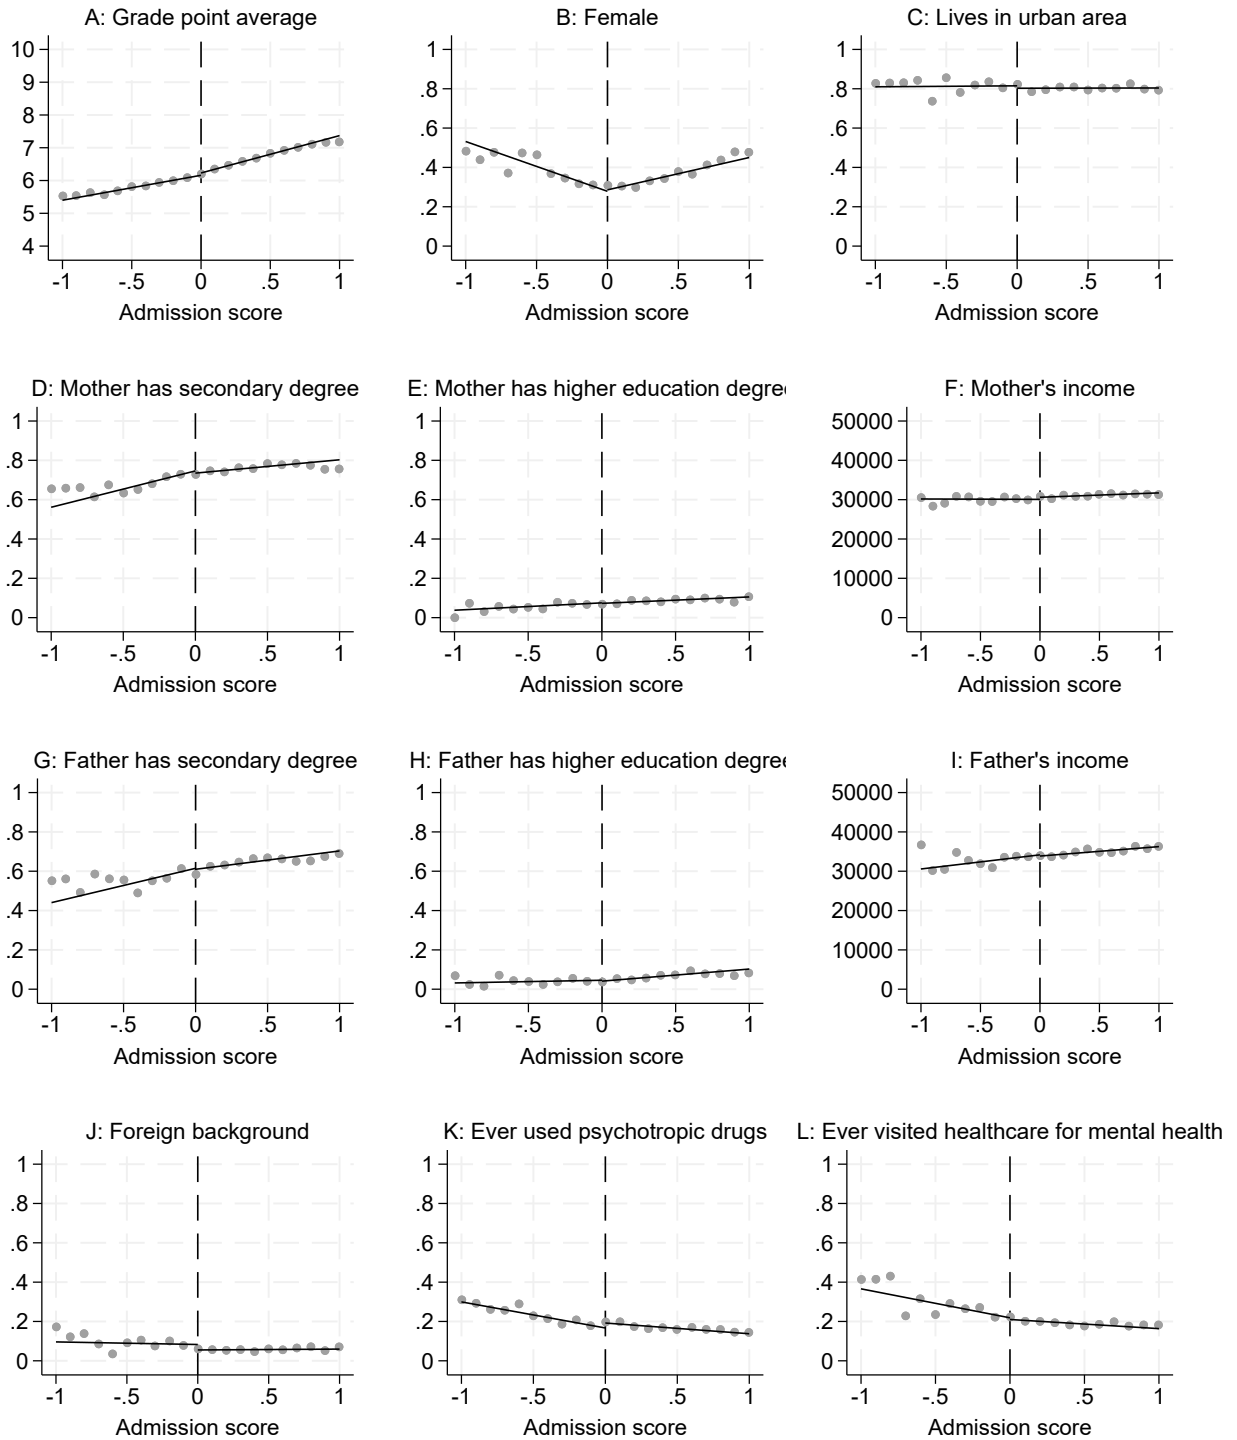 A: Grade point average
B: Female
C: Lives in urban area
10
9
8
7
6
5
4
-1 -.5 0 .5 1
Admission score
1
.8
.6
.4
.2
0
-1 -.5 0 .5 1
Admission score
1
.8
.6
.4
.2
0
-1 -.5 0 .5 1
Admission score
D: Mother has secondary degree
E: Mother has higher education degre
F: Mother's income
1
.8
.6
.4
.2
0
-1 -.5 0 .5 1
Admission score
1
.8
.6
.4
.2
0
-1 -.5 0 .5 1
Admission score
50000
40000
30000
20000
10000
0
-1 -.5 0 .5 1
Admission score
G: Father has secondary degree
H: Father has higher education degre
I: Father's income
1
.8
.6
.4
.2
0
-1 -.5 0 .5 1
Admission score
1
.8
.6
.4
.2
0
-1 -.5 0 .5 1
Admission score
50000
40000
30000
20000
10000
0
-1 -.5 0 .5 1
Admission score
J: Foreign background
K: Ever used psychotropic drugs
L: Ever visited healthcare for mental health
1
.8
.6
.4
.2
0
-1 -.5 0 .5 1
Admission score
1
.8
.6
.4
.2
0
-1 -.5 0 .5 1
Admission score
1
.8
.6
.4
.2
0
-1 -.5 0 .5 1
Admission score